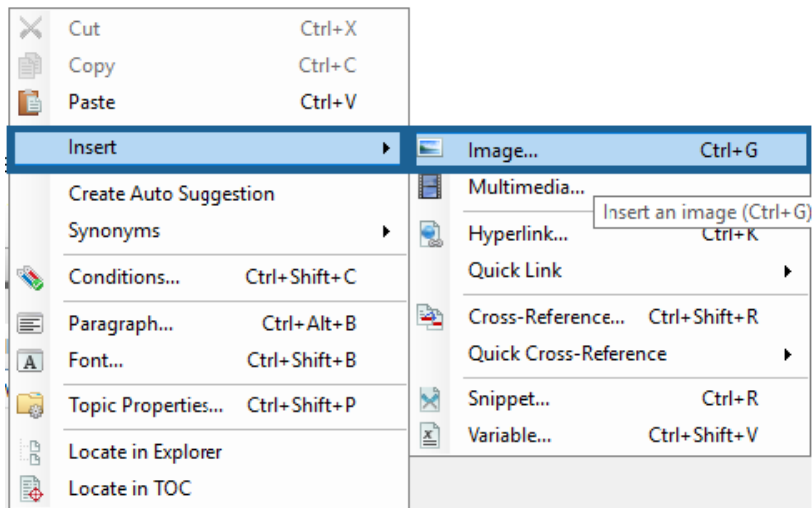 Cut Ctrl+X
Copy Ctrl+C
Paste Ctrl+V
Insert
Create Auto Suggestion
Synonyms
Conditions... Ctrl+Shift+C
Paragraph... Ctrl+Alt+B
Font... Ctrl+Shift+B
Topic Properties... Ctrl+Shift+P
Locate in Explorer
Locate in TOC
Image... Ctrl+G
Multimedia...
Insert an image (Ctrl+G)
Hyperlink... Ctrl+K
Quick Link
Cross-Reference... Ctrl+Shift+R
Quick Cross-Reference
Snippet... Ctrl+R
Variable... Ctrl+Shift+V